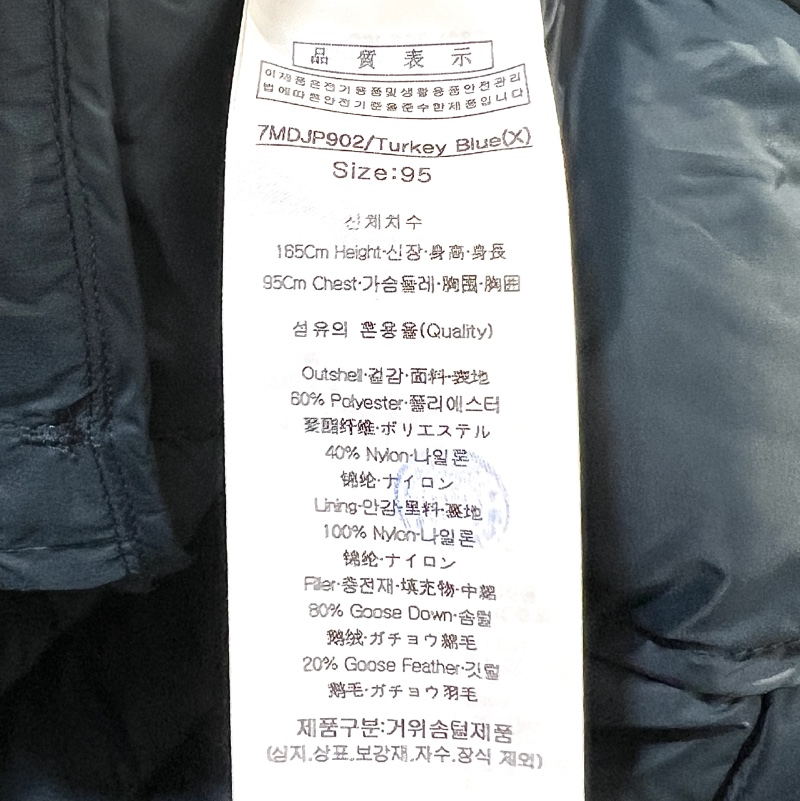 品質表示
이제품은전기용품및생활용품안전관리
법에따른안전기준을준수한제품입니다
7MDJP902/Turkey Blue(X)
Size:95
신체치수
165Cm Height·신장·身高·身長
95Cm Chest·가슴둘레·胸围·胸囲
섬유의 혼용율(Quality)
Outshell·겉감·面料·表地
60% Polyester·폴리에스터
聚酯纤维·ポリエステル
40% Nylon·나일론
锦纶·ナイロン
Lining·안감·里料·裏地
100% Nylon·나일론
锦纶·ナイロン
Filler·충전재·填充物·中綿
80% Goose Down·솜털
鹅绒·ガチョウ綿毛
20% Goose Feather·깃털
鹅毛·ガチョウ羽毛
제품구분:거위솜털제품
(심지,상표,보강재,자수,장식 제외)